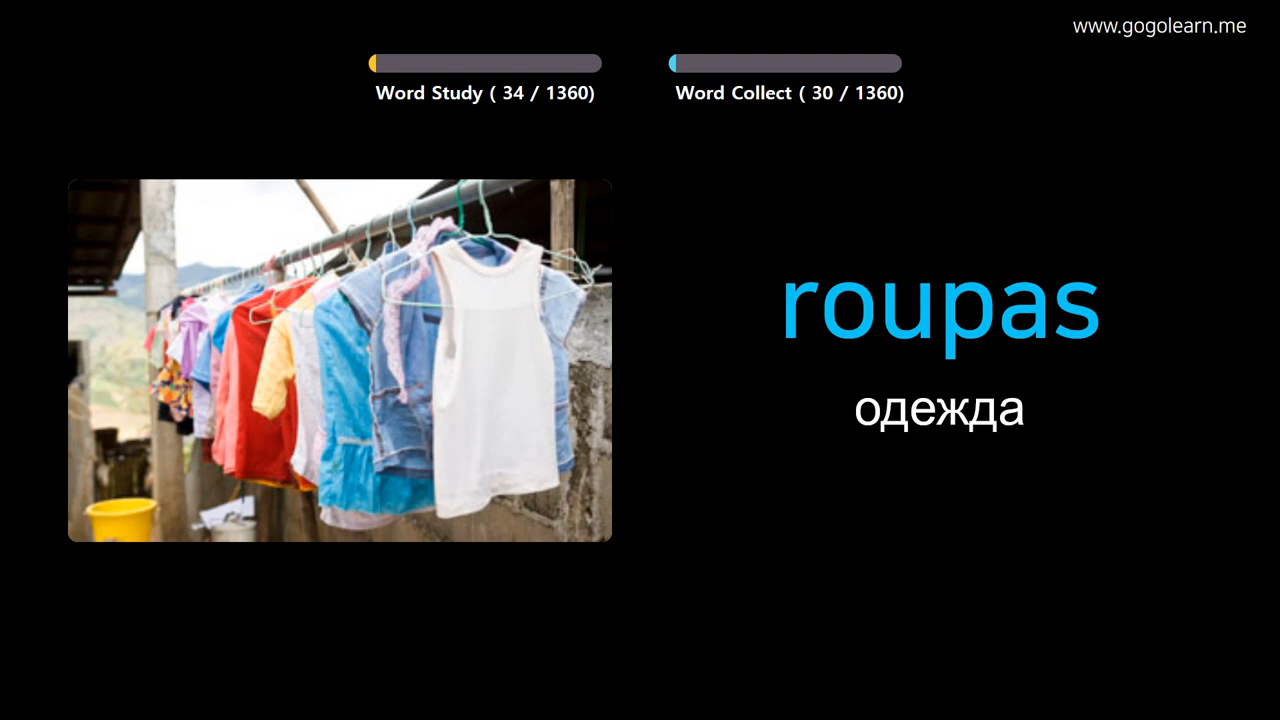 www.gogolearn.me
Word Study ( 34 / 1360)
Word Collect ( 30 / 1360)
roupas
одежда